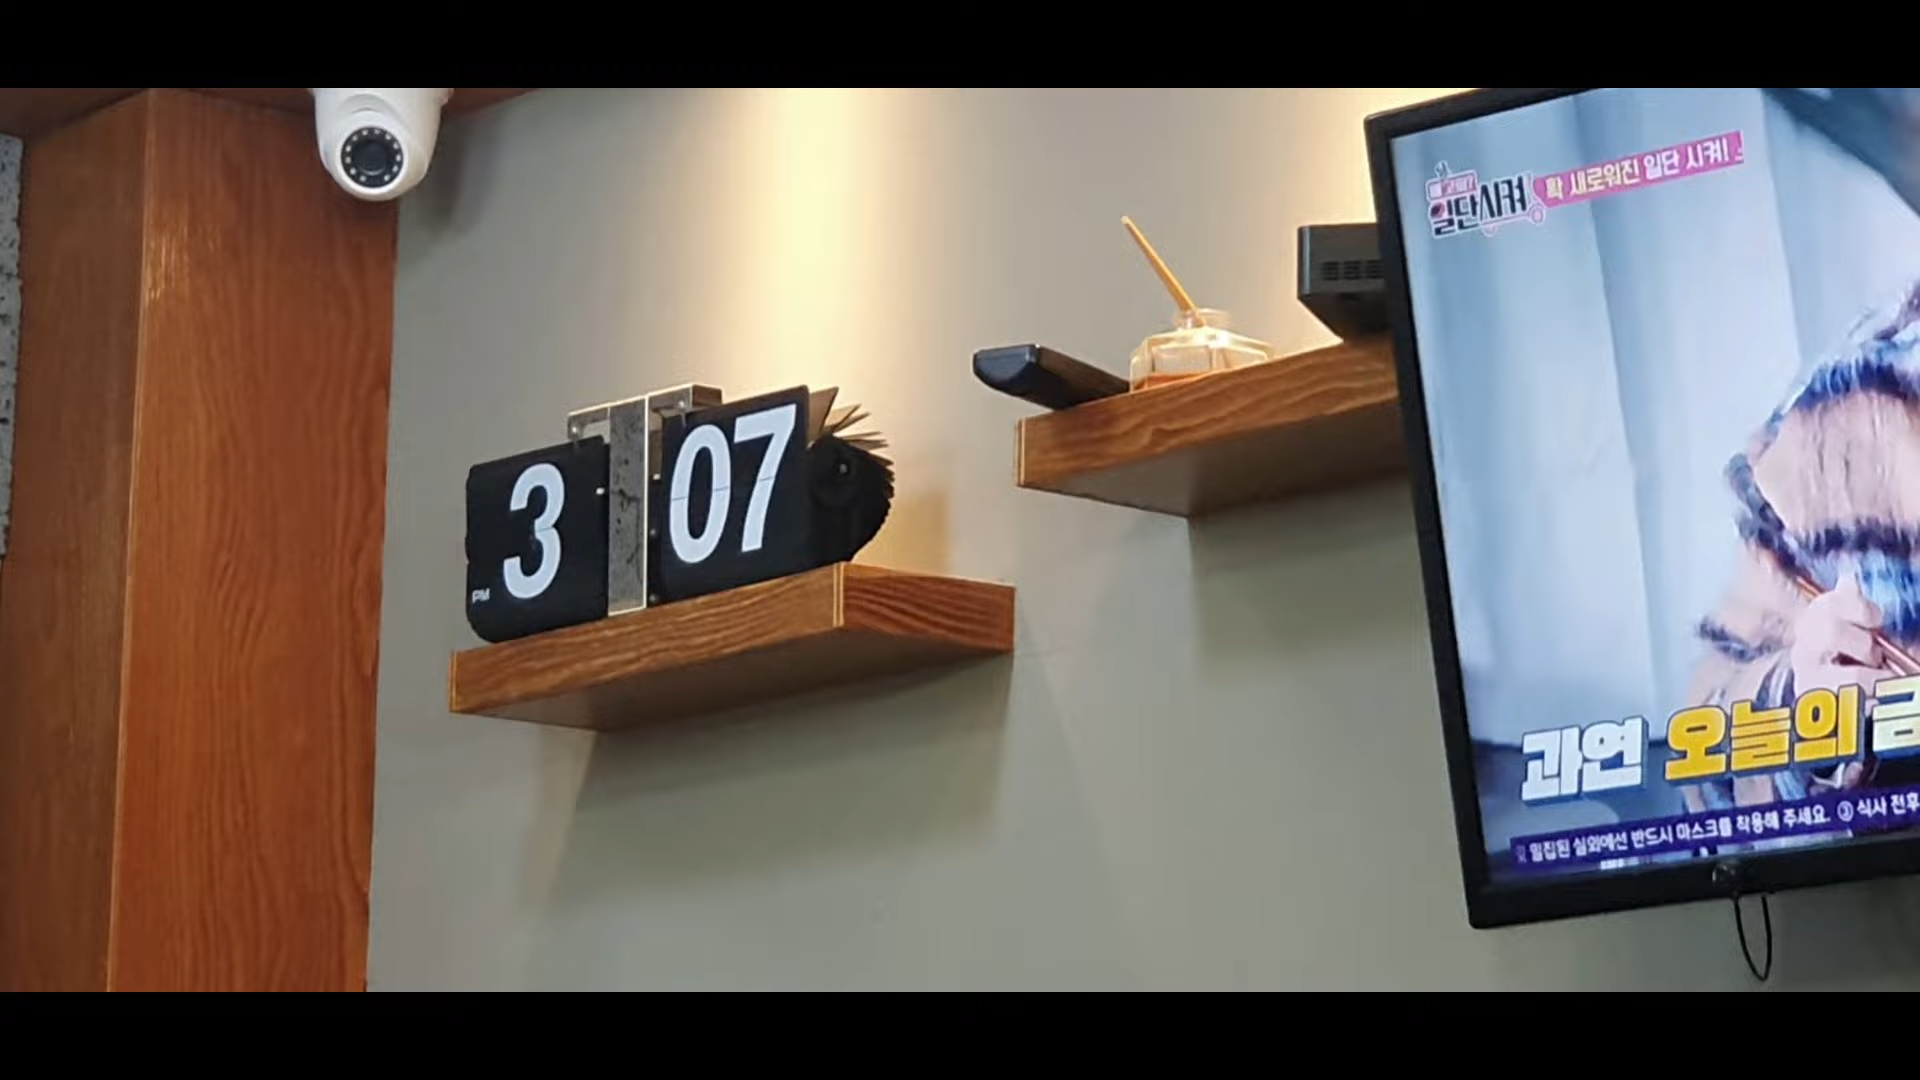 3 07
PM
일단시켜
확 새로워진 일단 시켜!
과연 오늘의
밀집된 실외에선 반드시 마스크를 착용해 주세요. ③ 식사 전후